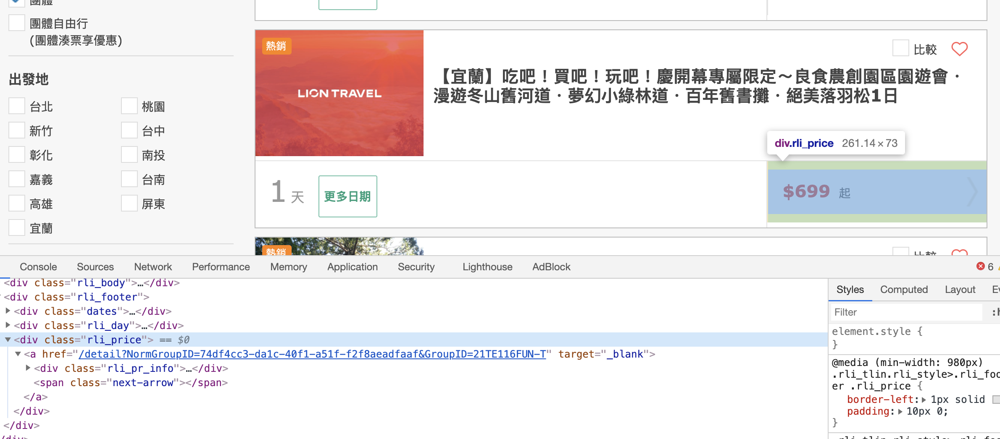 團體
團體自由行
(團體湊票享優惠)
出發地
台北
桃園
新竹
台中
彰化
南投
嘉義
台南
高雄
屏東
宜蘭
熱銷
LION TRAVEL
比較
【宜蘭】吃吧！買吧！玩吧！慶開幕專屬限定～良食農創園區園遊會．
漫遊冬山舊河道．夢幻小綠林道．百年舊書攤．絕美落羽松1日
div.rli_price 261.14×73
1 天
更多日期
$699 起
熱銷
比較
Console Sources Network Performance Memory Application Security Lighthouse AdBlock
6
<div class="rli_body">…</div>
<div class="rli_footer">
<div class="dates">…</div>
<div class="rli_day">…</div>
<div class="rli_price"> == $0
<a href="/detail?NormGroupID=74df4cc3-da1c-40f1-a51f-f2f8aeadfaaf&GroupID=21TE116FUN-T" target="_blank">
<div class="rli_pr_info">…</div>
<span class="next-arrow"></span>
</a>
</div>
</div>
/div>
Styles Computed Layout
Filter :h
element.style {
}
@media (min-width: 980px)
.rli_tlin.rli_style>.rli_foo
er .rli_price {
border-left: 1px solid
padding: 10px 0;
}